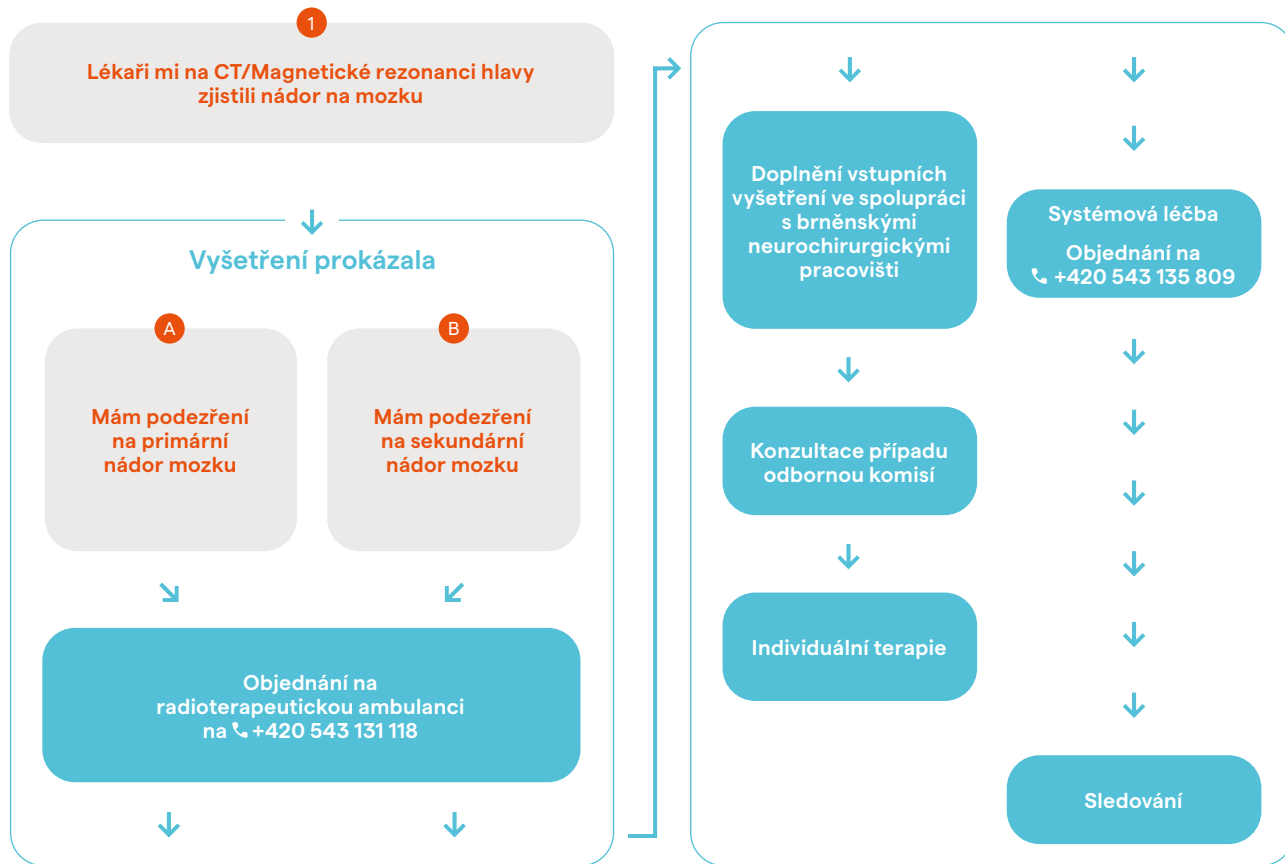 1
Lékaři mi na CT/Magnetické rezonanci hlavy
zjistili nádor na mozku
Vyšetření prokázala
A
Mám podezření
na primární
nádor mozku
B
Mám podezření
na sekundární
nádor mozku
Objednání na
radioterapeutickou ambulanci
na +420 543 131 118
Doplnění vstupních
vyšetření ve spolupráci
s brněnskými
neurochirurgickými
pracovišti
Konzultace případu
odbornou komisí
Individuální terapie
Systémová léčba
Objednání na
+420 543 135 809
Sledování